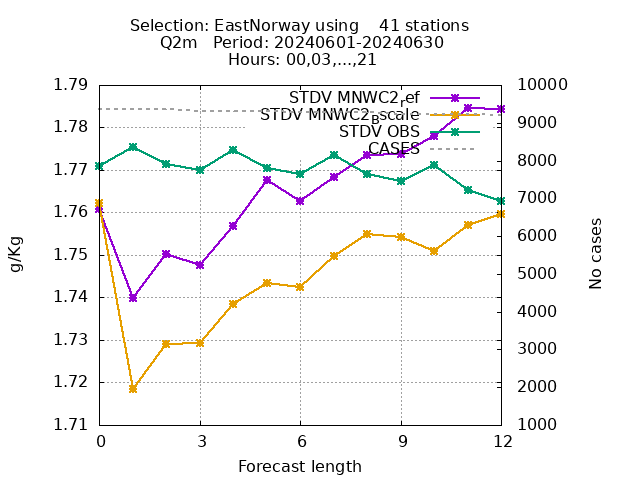 Selection: EastNorway using 41 stations
Q2m Period: 20240601-20240630
Hours: 00,03,...,21
STDV MNWC2_ref
STDV MNWC2_Bscale
STDV OBS
CASES
1.79
1.78
1.77
1.76
1.75
1.74
1.73
1.72
1.71
10000
9000
8000
7000
6000
5000
4000
3000
2000
1000
g/Kg
No cases
0 3 6 9 12
Forecast length